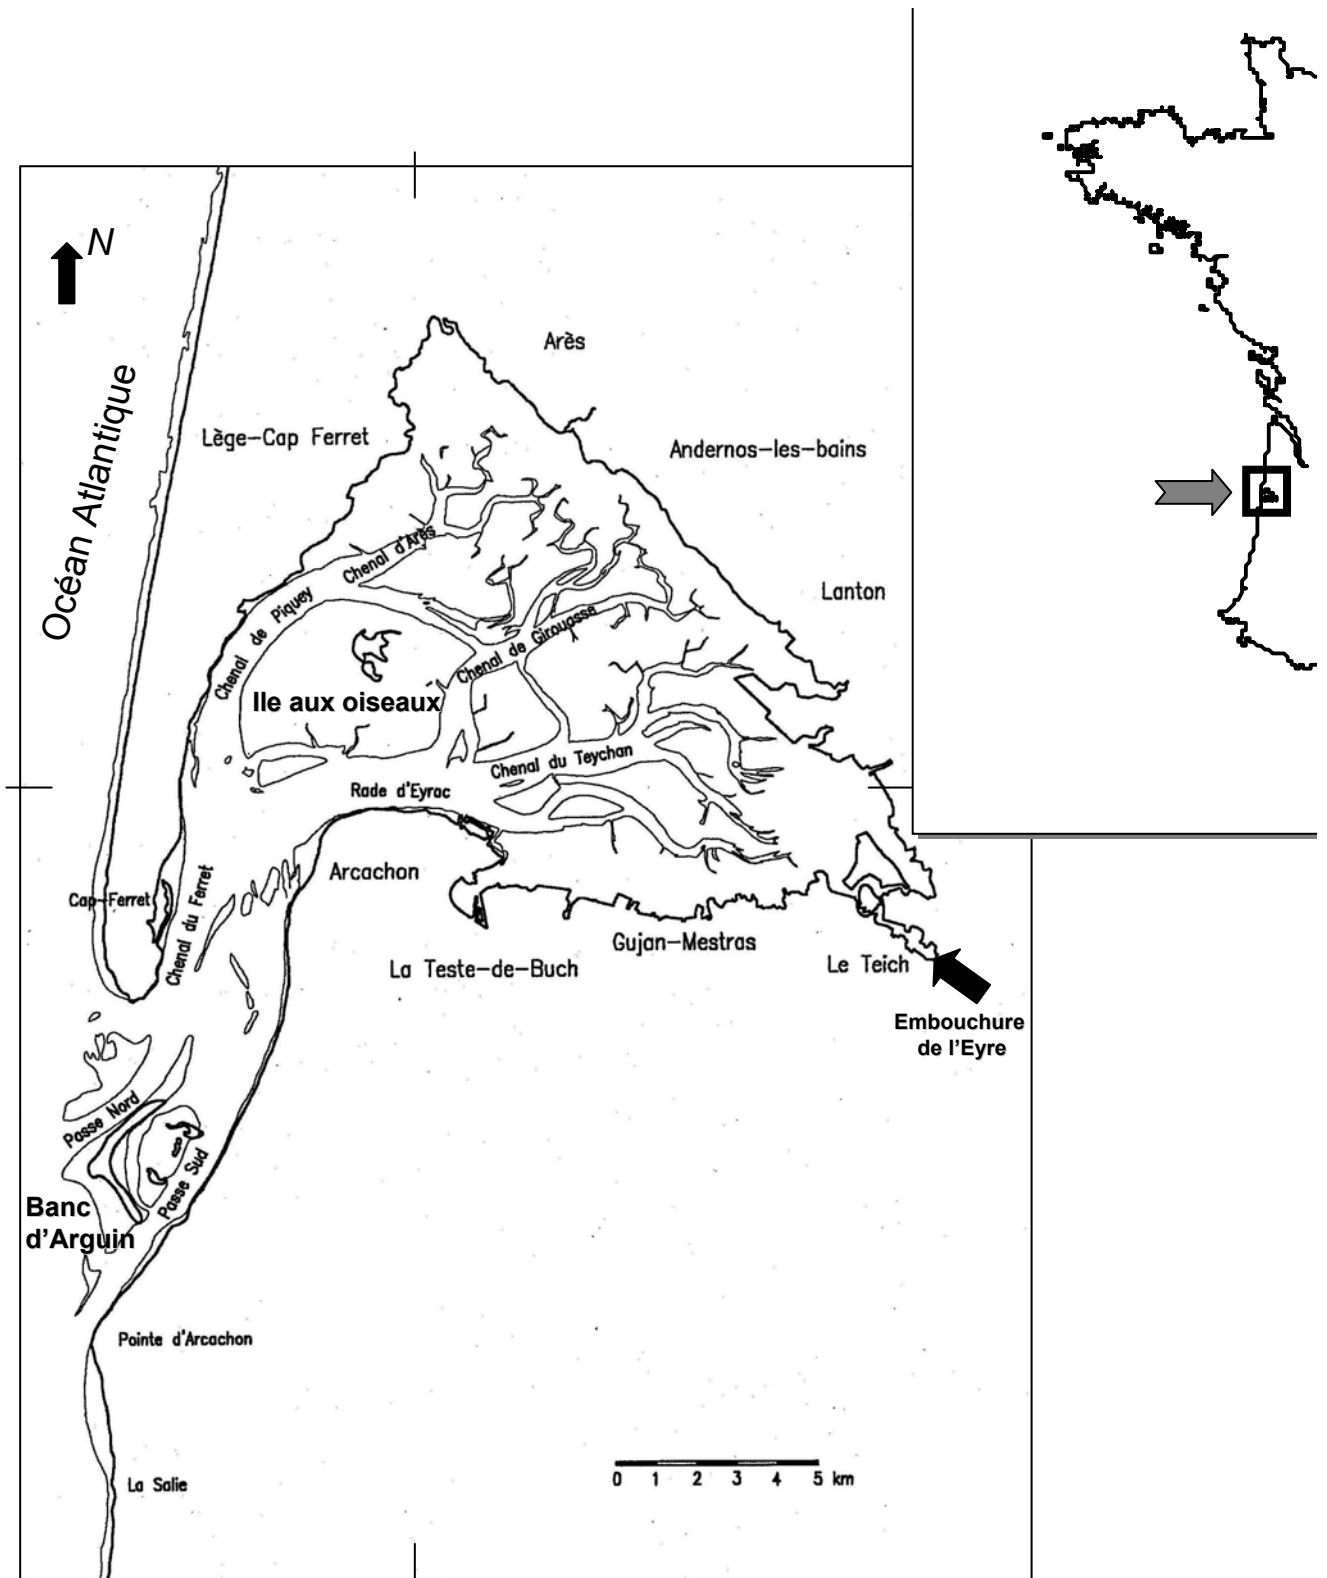 N
Océan Atlantique
Arès
Lège-Cap Ferret
Andernos-les-bains
Chenal d'Arès
Lanton
Chenal de Piquey
Chenal de Girouasse
Ile aux oiseaux
Chenal du Teychan
Rade d'Eyrac
Arcachon
Cap-Ferret
Chenal du Ferret
Gujan-Mestras
La Teste-de-Buch
Le Teich
Embouchure
de l'Eyre
Passe Nord
Passe Sud
Banc
d'Arguin
Pointe d'Arcachon
La Salie
0 1 2 3 4 5 km